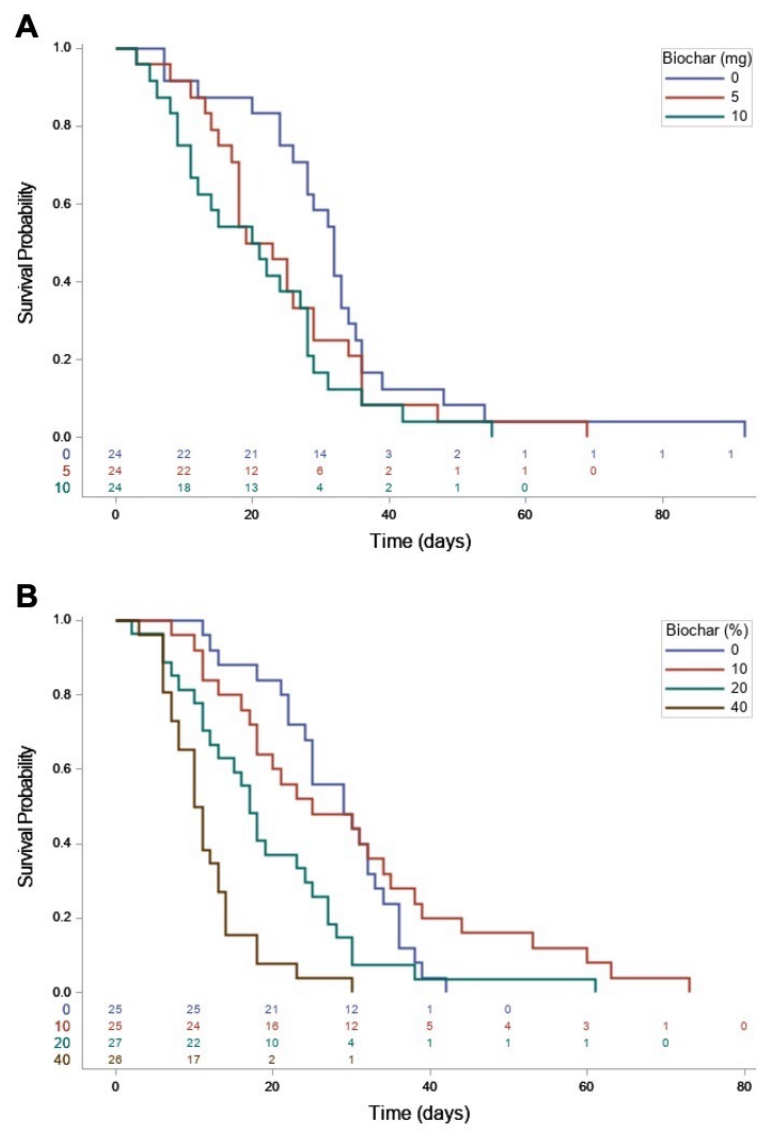 A
Biochar (mg)
0
5
10
Survival Probability
1.0
0.8
0.6
0.4
0.2
0.0
0 24 22 21 14 3 2 1 1 1 1
5 24 22 12 6 2 1 1 0
10 24 18 13 4 2 1 0
0 20 40 60 80
Time (days)
B
Biochar (%)
0
10
20
40
Survival Probability
1.0
0.8
0.6
0.4
0.2
0.0
0 25 25 21 12 1 0
10 25 24 16 12 5 4 3 1 0
20 27 22 10 4 1 1 1 0
40 26 17 2 1
0 20 40 60 80
Time (days)